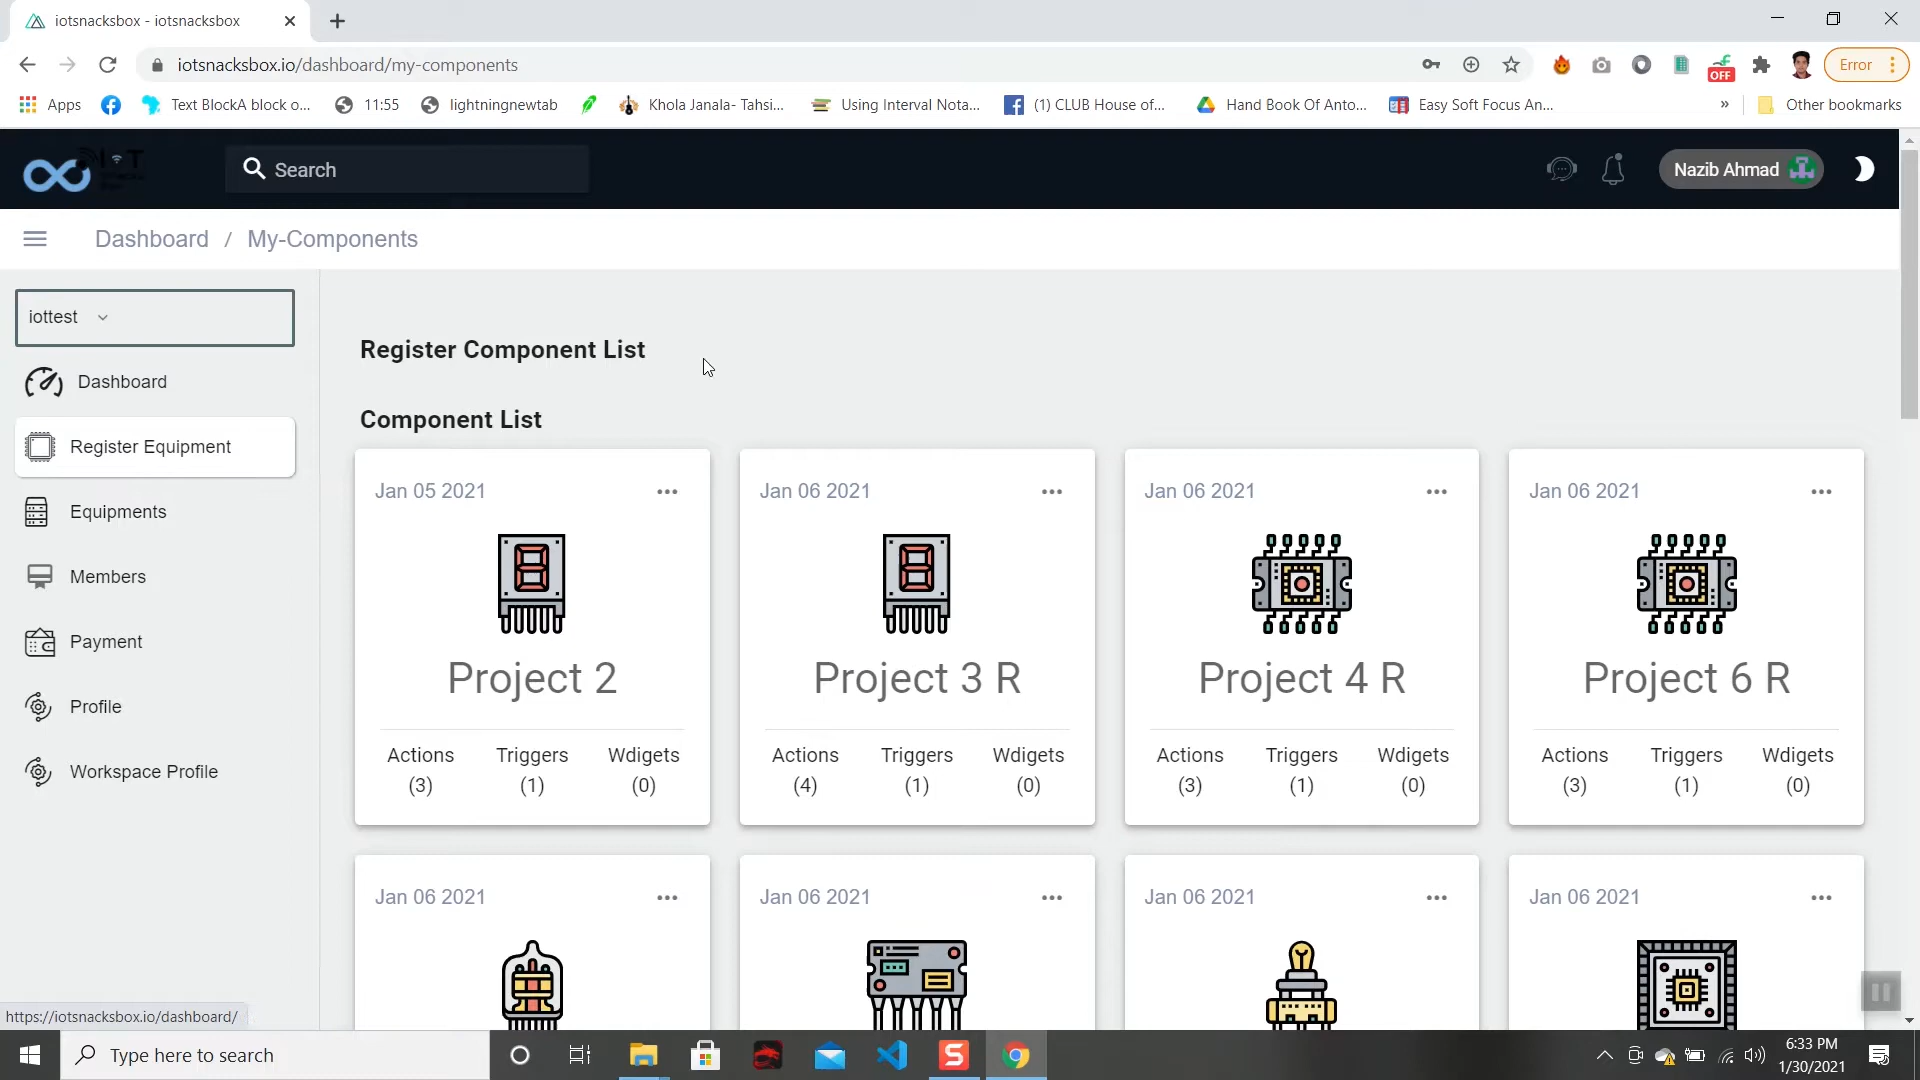 iotsnacksbox - iotsnacksbox
iotsnacksbox.io/dashboard/my-components
OFF
Error
Apps
Text BlockA block o...
11:55
lightningnewtab
Khola Janala- Tahsi...
Using Interval Nota...
(1) CLUB House of...
Hand Book Of Anto...
Easy Soft Focus An...
»
Other bookmarks
Search
Nazib Ahmad
Dashboard / My-Components
iottest
Dashboard
Register Equipment
Equipments
Members
Payment
Profile
Workspace Profile
Register Component List
Component List
Jan 05 2021
Project 2
Actions Triggers Wdigets
(3) (1) (0)
Jan 06 2021
Project 3 R
Actions Triggers Wdigets
(4) (1) (0)
Jan 06 2021
Project 4 R
Actions Triggers Wdigets
(3) (1) (0)
Jan 06 2021
Project 6 R
Actions Triggers Wdigets
(3) (1) (0)
Jan 06 2021
Jan 06 2021
Jan 06 2021
Jan 06 2021
https://iotsnacksbox.io/dashboard/
Type here to search
6:33 PM
1/30/2021